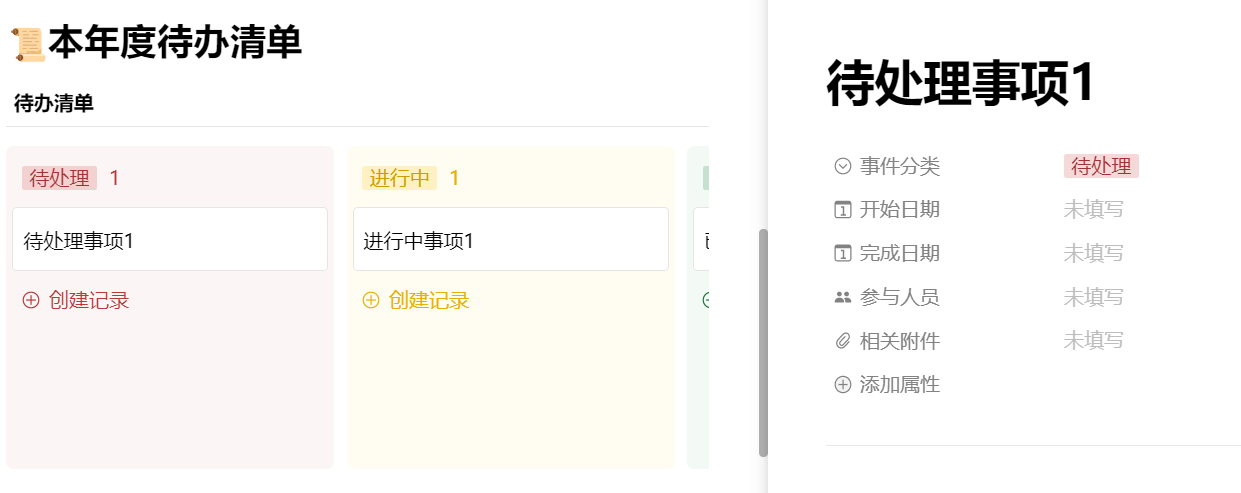 本年度待办清单
待办清单
待处理 1
进行中 1
待处理事项1
进行中事项1
创建记录
创建记录
待处理事项1
事件分类 待处理
开始日期 未填写
完成日期 未填写
参与人员 未填写
相关附件 未填写
添加属性